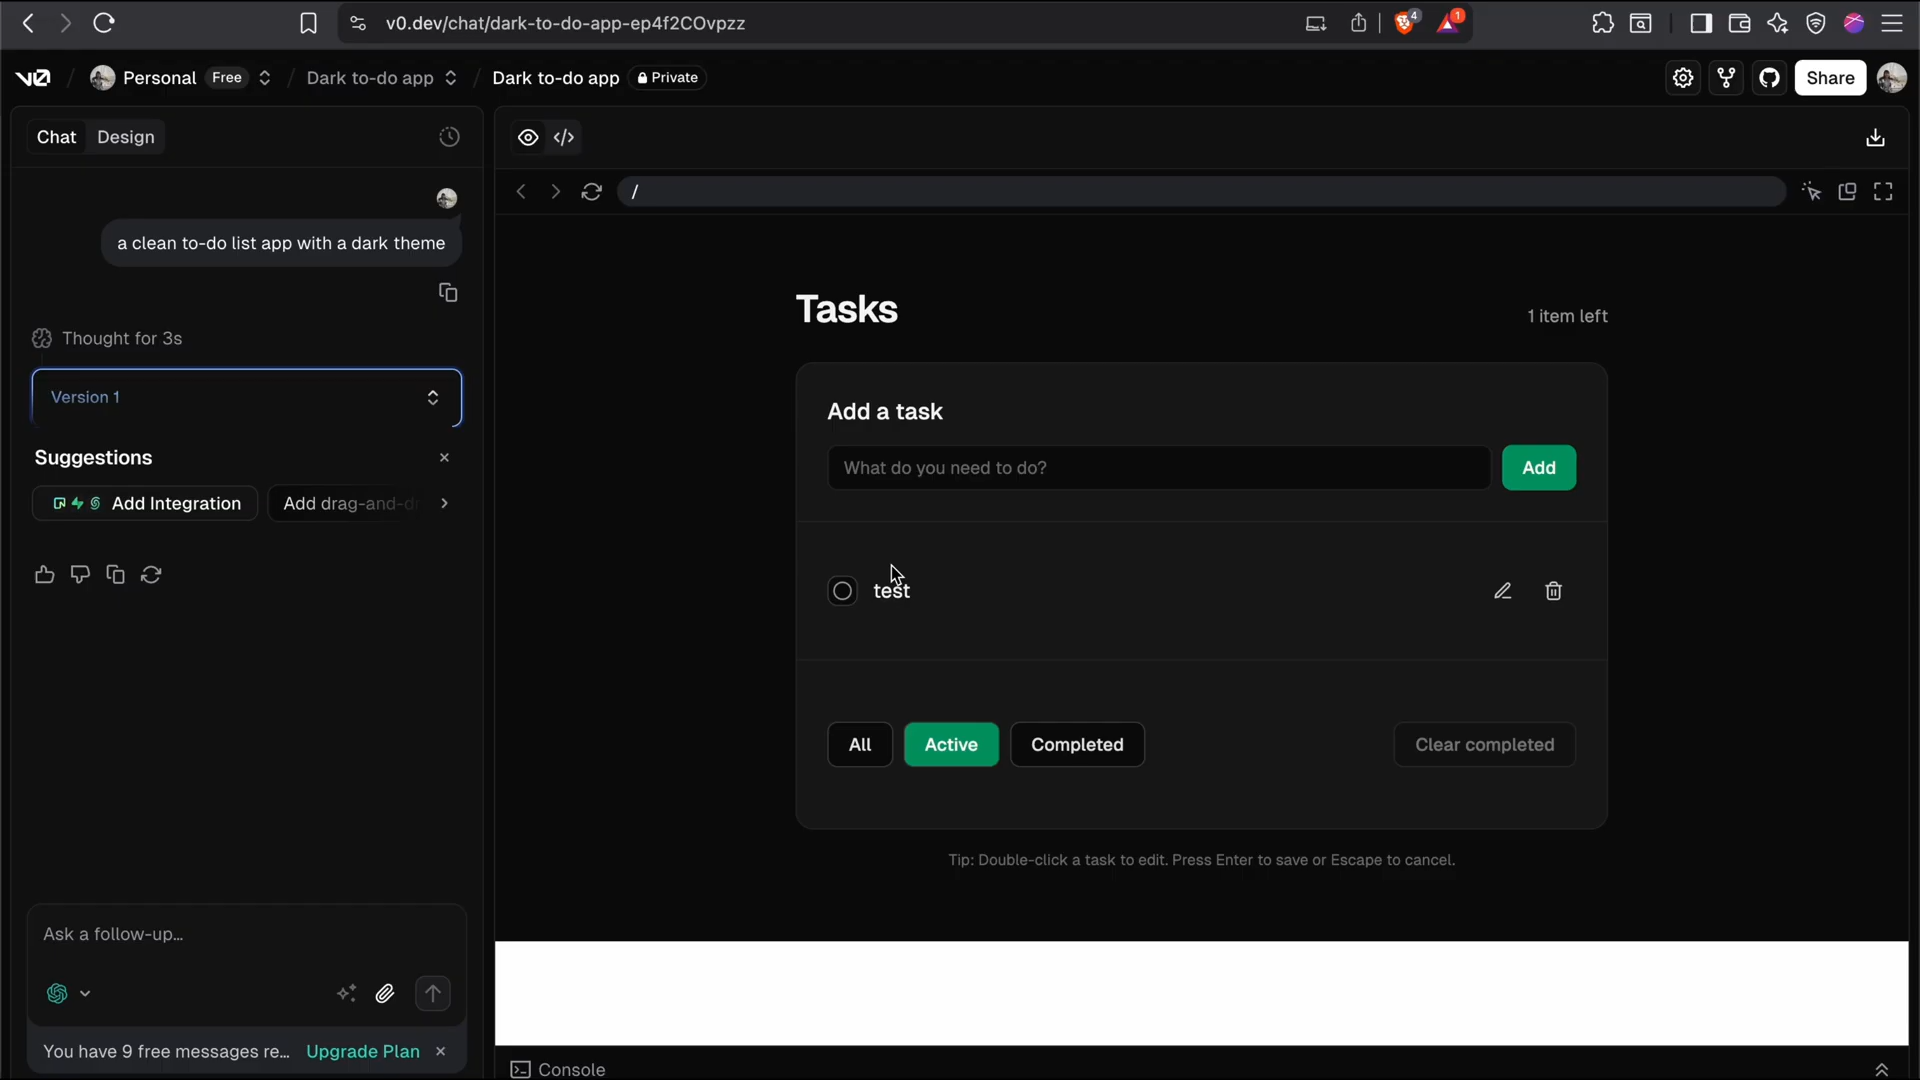 v0.dev/chat/dark-to-do-app-ep4f2COvpzz
4
1
v0 / Personal Free / Dark to-do app / Dark to-do app Private
Share
Chat Design
/
a clean to-do list app with a dark theme
Thought for 3s
Version 1
Suggestions
Add Integration
Add drag-and-dr
Tasks
1 item left
Add a task
What do you need to do?
Add
test
All
Active
Completed
Clear completed
Tip: Double-click a task to edit. Press Enter to save or Escape to cancel.
Ask a follow-up...
You have 9 free messages re... Upgrade Plan
Console